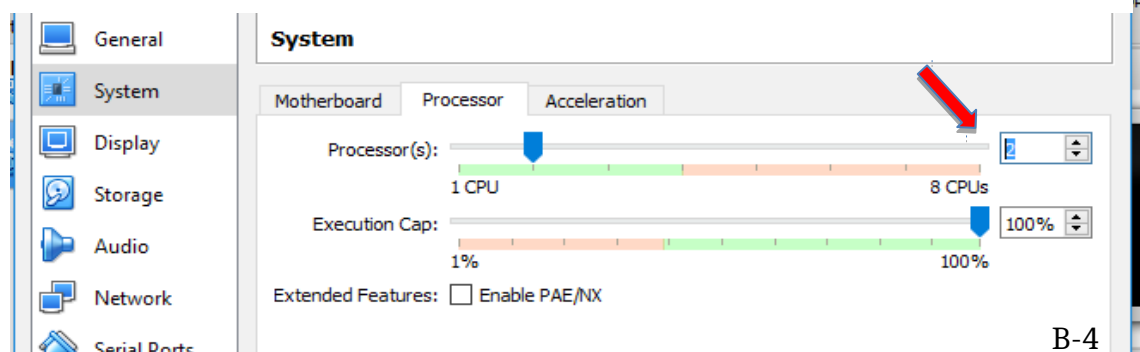 General
System
Display
Storage
Audio
Network
Serial Ports
System
Motherboard Processor Acceleration
Processor(s): 2
1 CPU 8 CPUs
Execution Cap: 100%
1% 100%
Extended Features: Enable PAE/NX
B-4